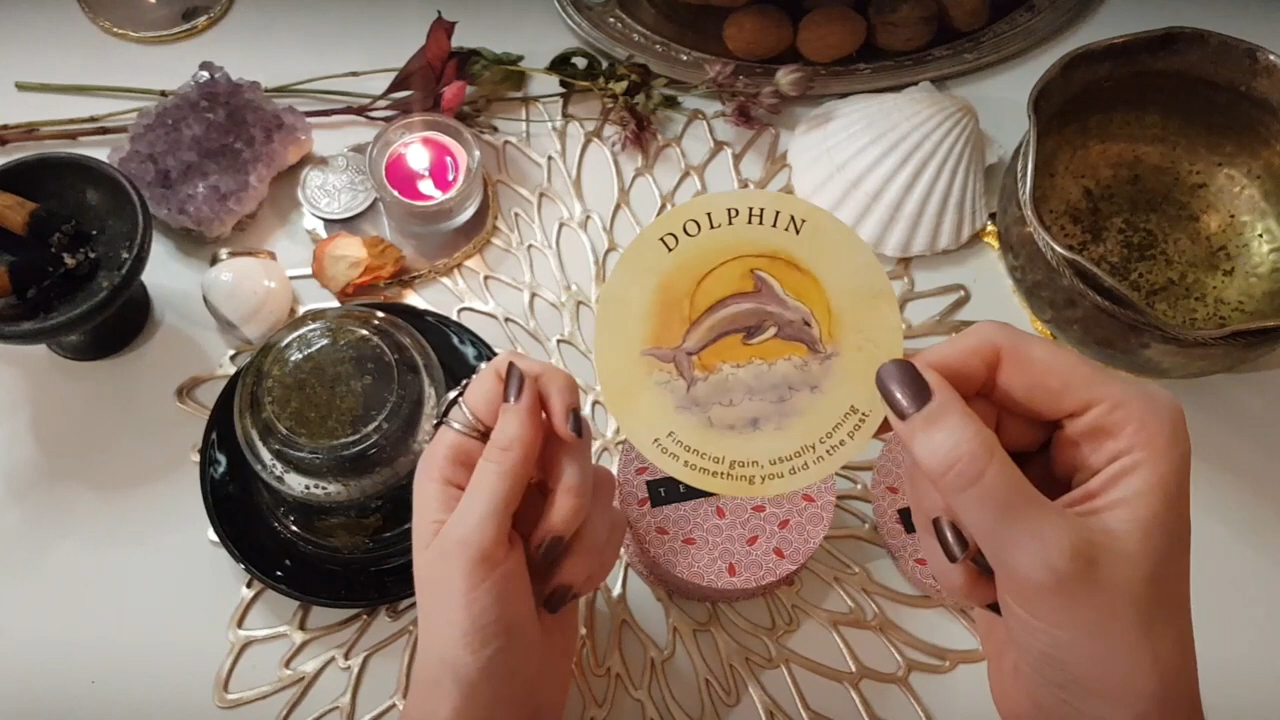 DOLPHIN
Financial gain, usually coming
from something you did in the past.
T E